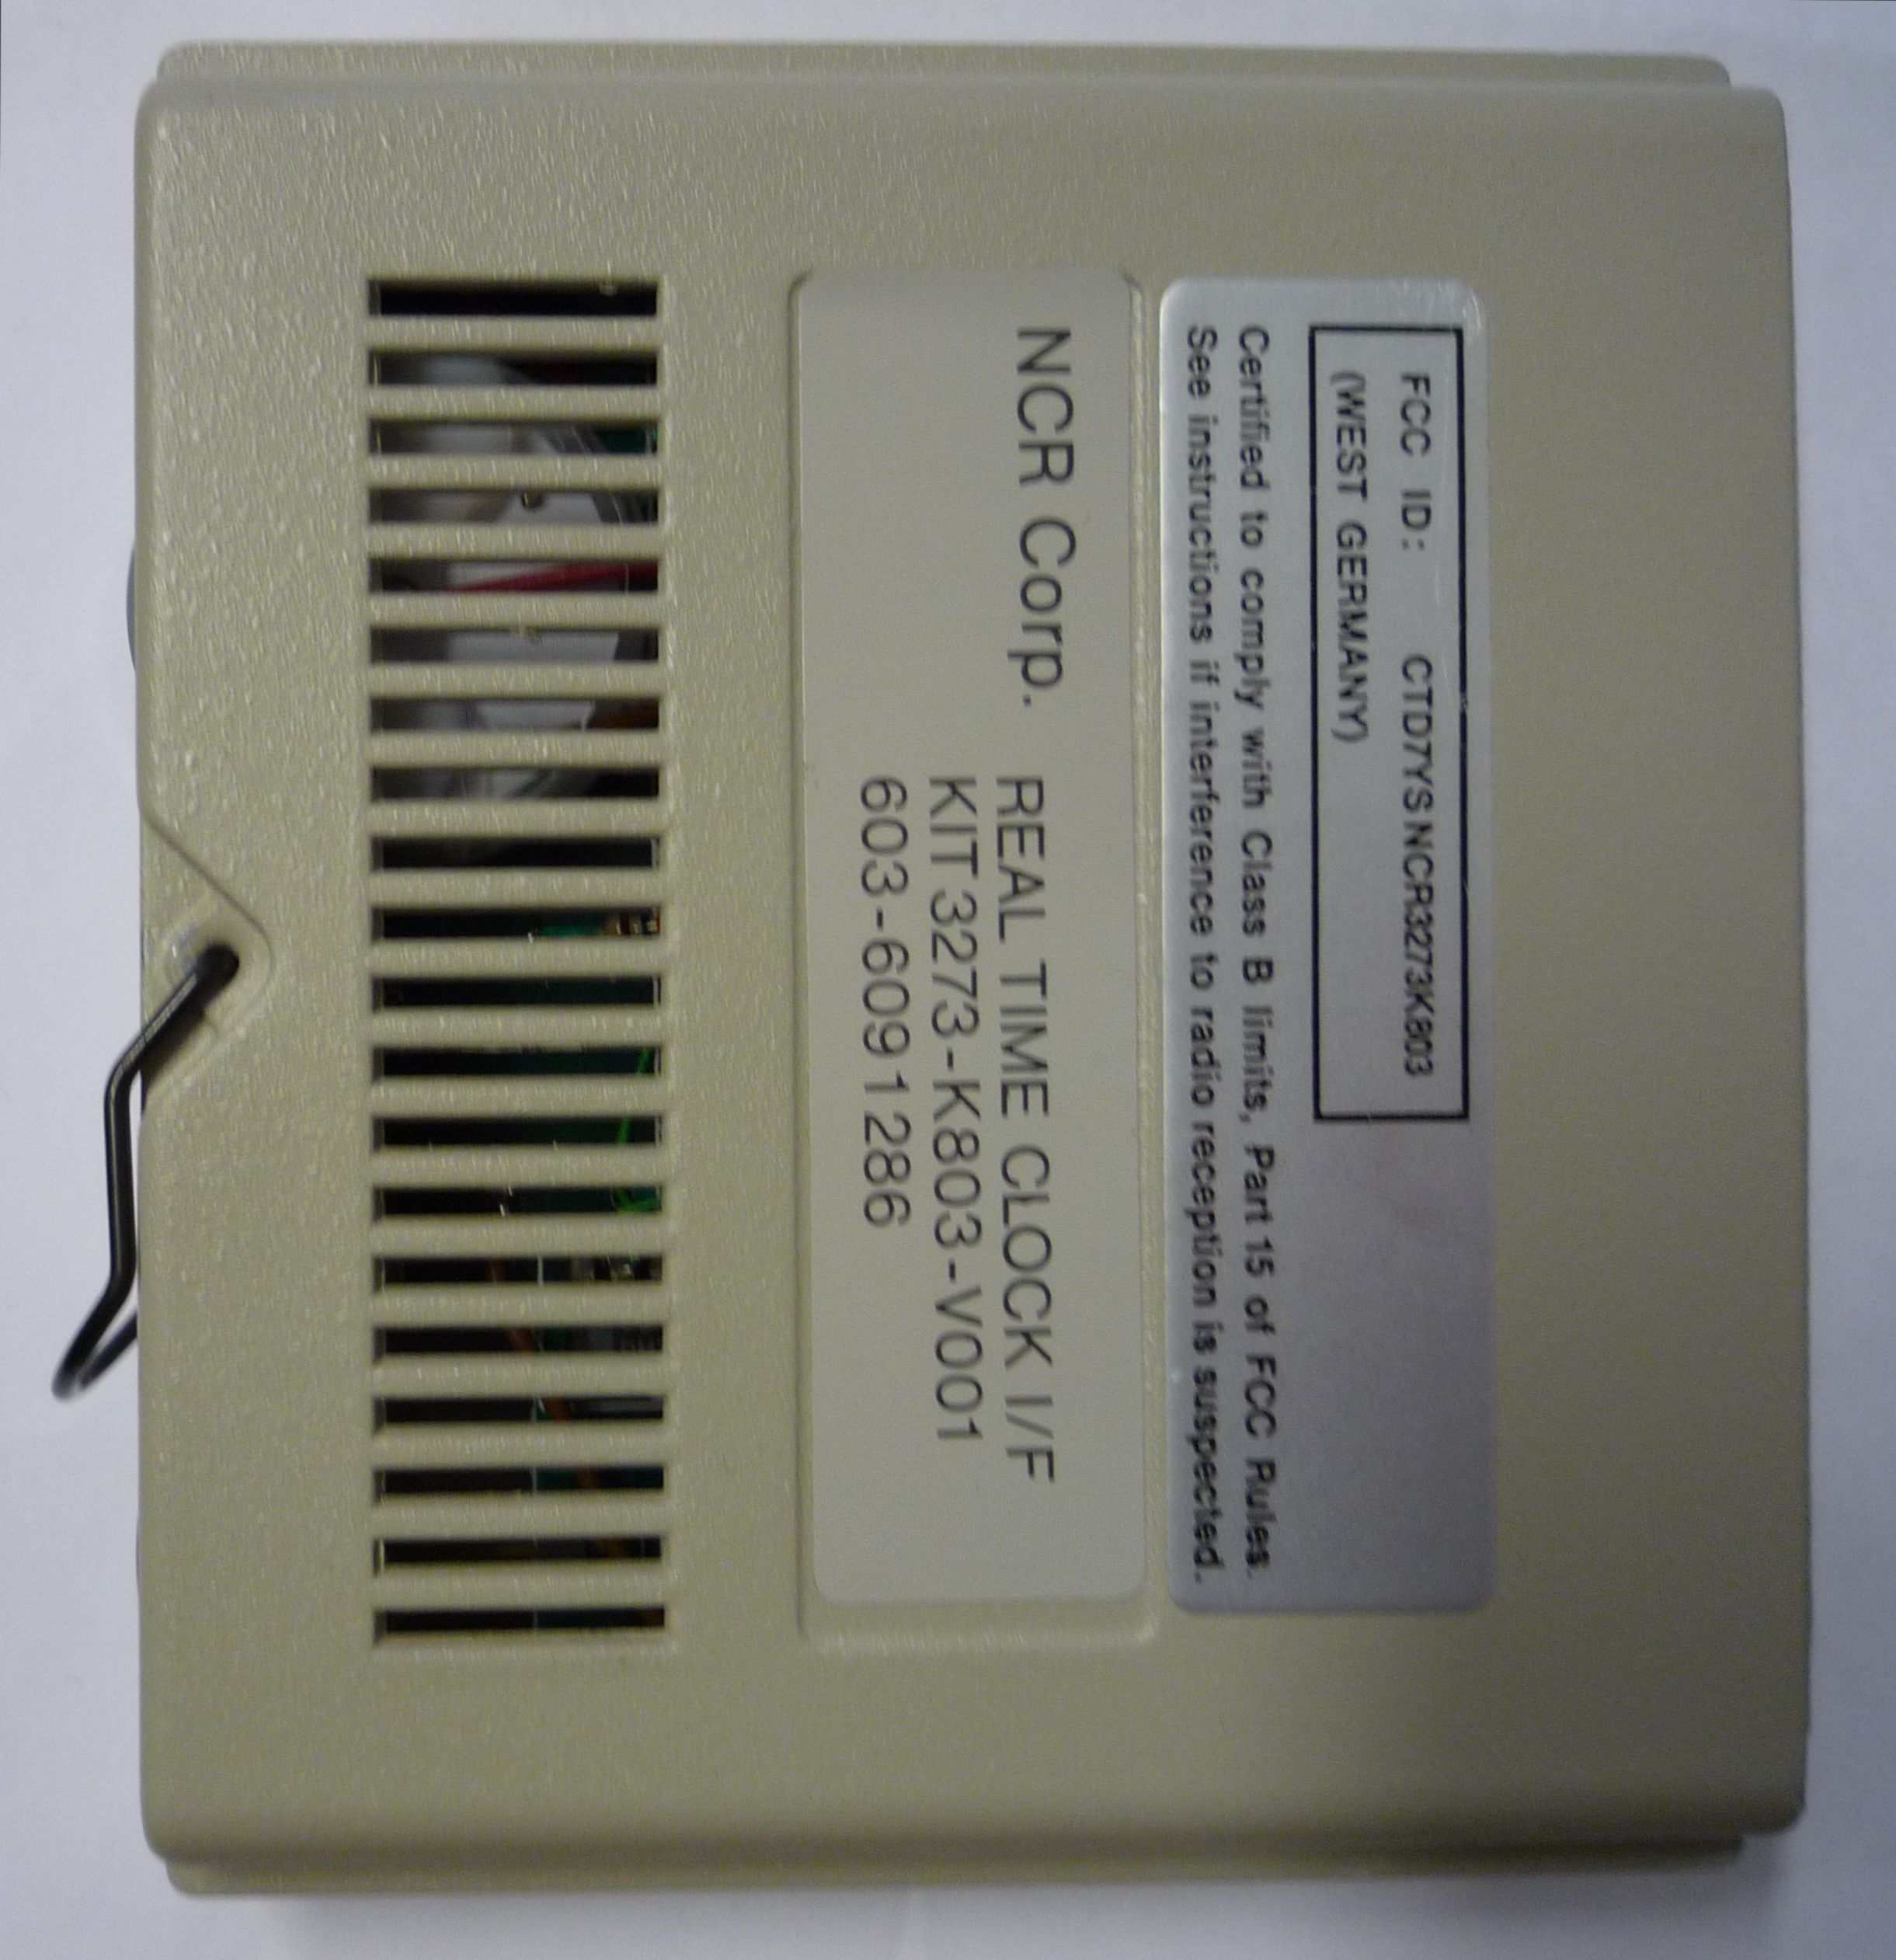 FCC ID: CTD7YSNCR3273K803
(WEST GERMANY)
Certified to comply with Class B limits, Part 15 of FCC Rules.
See instructions if interference to radio reception is suspected.
NCR Corp. REAL TIME CLOCK I/F
KIT 3273-K803-V001
603-6091286